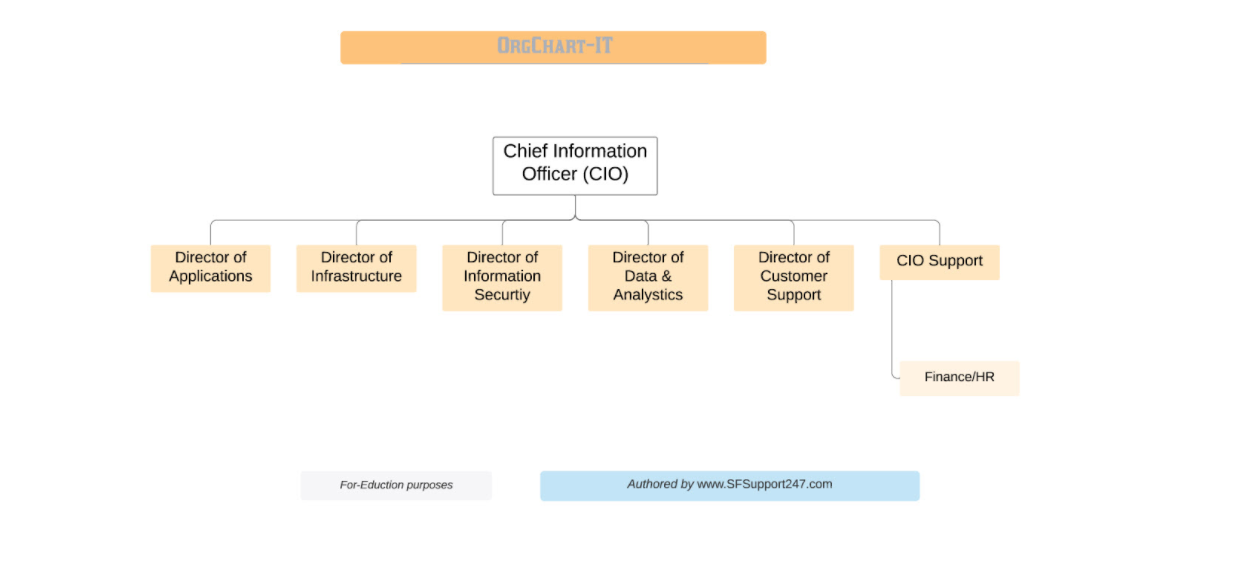 OrgChart-IT
Chief Information
Officer (CIO)
Director of
Applications
Director of
Infrastructure
Director of
Information
Securtiy
Director of
Data &
Analystics
Director of
Customer
Support
CIO Support
Finance/HR
For-Eduction purposes
Authored by www.SFSupport247.com